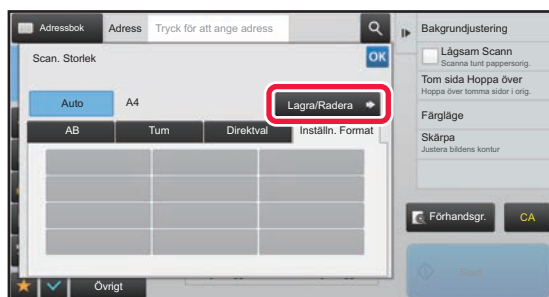 Adressbok Adress Tryck för att ange adress
Scan. Storlek OK
Auto A4 Lagra/Radera
AB Tum Direktval Inställn. Format
Övrigt
Bakgrundjustering
Lågsam Scann
Scanna tunt pappersorig.
Tom sida Hoppa över
Hoppa över tomma sidor i orig.
Färgläge
Skärpa
Justera bildens kontur
Förhandsgr. CA
Start